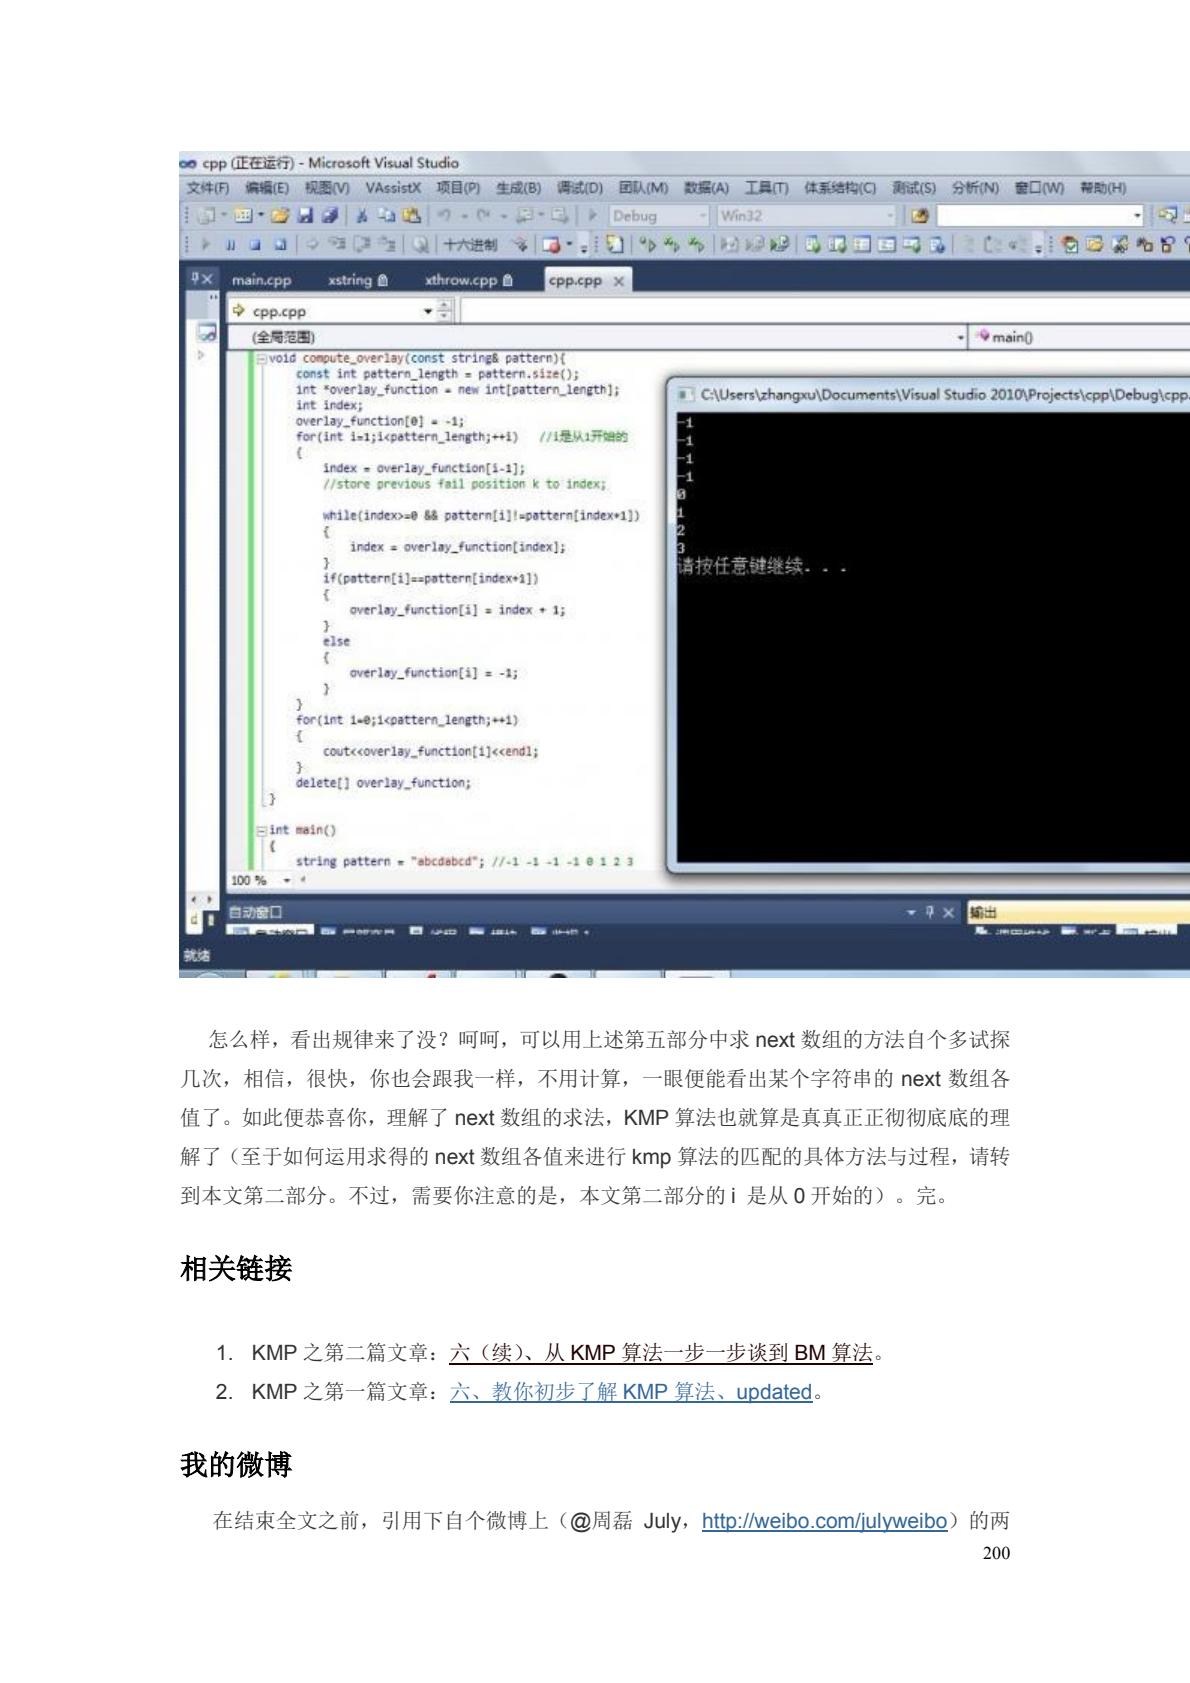 cpp (正在运行) - Microsoft Visual Studio
文件(F) 编辑(E) 视图(V) VAssistX 项目(P) 生成(B) 调试(D) 团队(M) 数据(A) 工具(T) 体系结构(C) 测试(S) 分析(N) 窗口(W) 帮助(H)
Debug Win32
十六进制
main.cpp xstring xthrow.cpp cpp.cpp
cpp.cpp
(全局范围) main()
void compute_overlay(const string& pattern){
const int pattern_length = pattern.size();
int *overlay_function = new int[pattern_length];
int index;
overlay_function[0] = -1;
for(int i=1;i<pattern_length;++i) //i是从1开始的
{
index = overlay_function[i-1];
//store previous fail position k to index;
while(index>=0 && pattern[i]!=pattern[index+1])
{
index = overlay_function[index];
}
if(pattern[i]==pattern[index+1])
{
overlay_function[i] = index + 1;
}
else
{
overlay_function[i] = -1;
}
}
for(int i=0;i<pattern_length;++i)
{
cout<<overlay_function[i]<<endl;
}
delete[] overlay_function;
}
int main()
{
string pattern = "abcdabcd"; //-1 -1 -1 -1 0 1 2 3
100 %
C:\Users\zhangxu\Documents\Visual Studio 2010\Projects\cpp\Debug\cpp.
-1
-1
-1
-1
0
1
2
3
请按任意键继续. . .
自动窗口
输出
就绪
怎么样，看出规律来了没？呵呵，可以用上述第五部分中求 next 数组的方法自个多试探
几次，相信，很快，你也会跟我一样，不用计算，一眼便能看出某个字符串的 next 数组各
值了。如此便恭喜你，理解了 next 数组的求法，KMP 算法也就算是真真正正彻彻底底的理
解了（至于如何运用求得的 next 数组各值来进行 kmp 算法的匹配的具体方法与过程，请转
到本文第二部分。不过，需要你注意的是，本文第二部分的 i 是从 0 开始的）。完。
相关链接
1. KMP 之第二篇文章：六（续）、从 KMP 算法一步一步谈到 BM 算法。
2. KMP 之第一篇文章：六、教你初步了解 KMP 算法、updated。
我的微博
在结束全文之前，引用下自个微博上（@周磊 July，http://weibo.com/julyweibo）的两
200